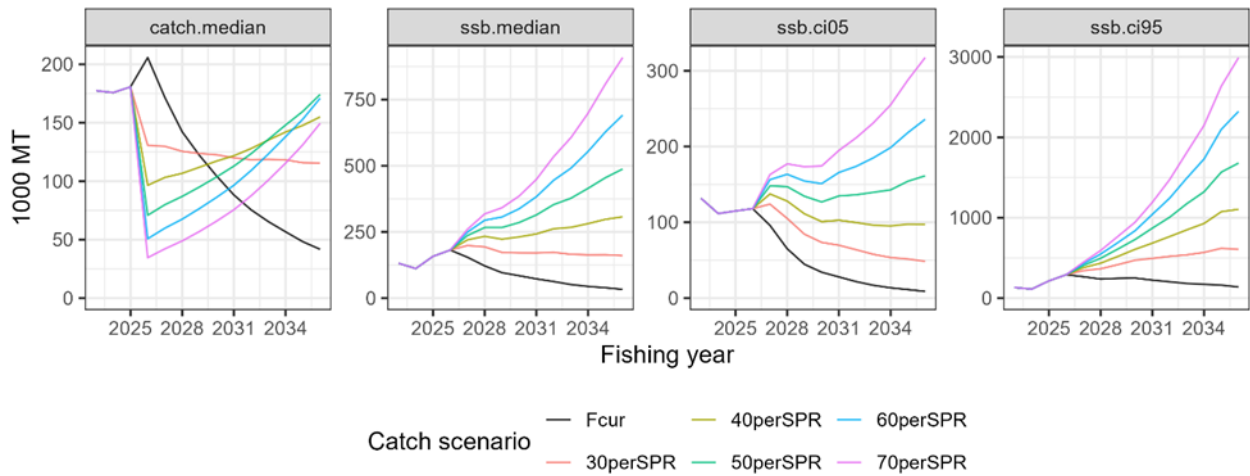 catch.median ssb.median ssb.ci05 ssb.ci95
1000 MT
200
150
100
50
0
750
500
250
0
300
200
100
0
3000
2000
1000
0
2025 2028 2031 2034 2025 2028 2031 2034 2025 2028 2031 2034 2025 2028 2031 2034
Fishing year
Catch scenario
Fcur 40perSPR 60perSPR
30perSPR 50perSPR 70perSPR